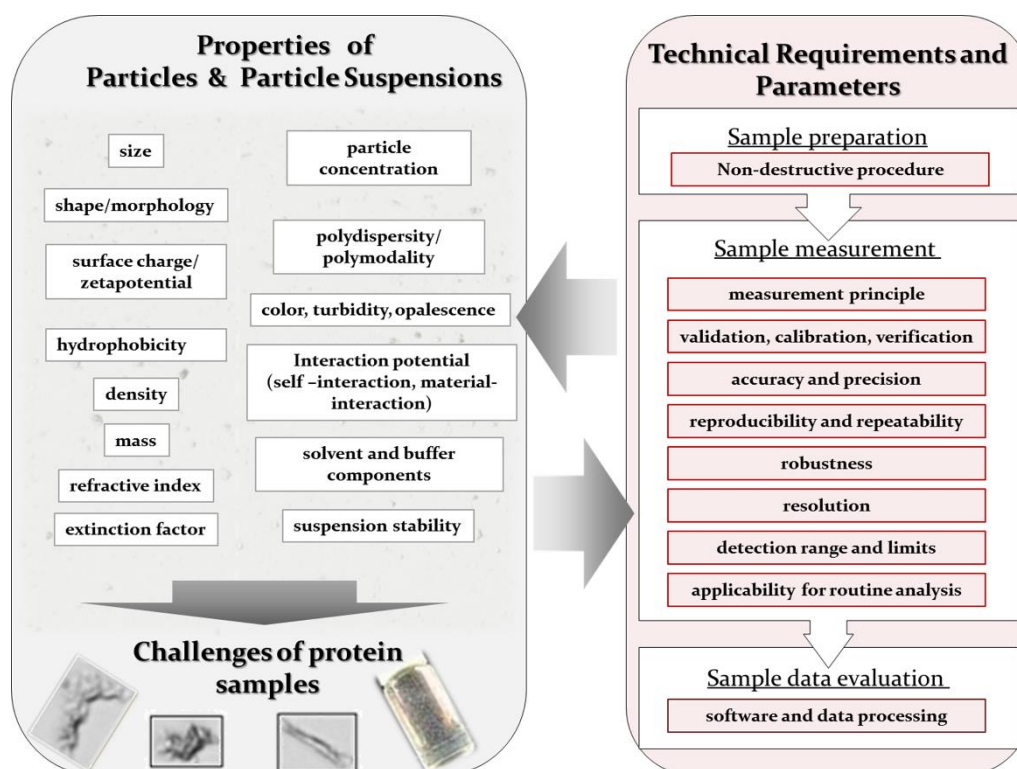 Properties of
Particles & Particle Suspensions
size
shape/morphology
surface charge/
zetapotential
hydrophobicity
density
mass
refractive index
extinction factor
particle
concentration
polydispersity/
polymodality
color, turbidity, opalescence
Interaction potential
(self –interaction, material-
interaction)
solvent and buffer
components
suspension stability
Challenges of protein
samples
Technical Requirements and
Parameters
Sample preparation
Non-destructive procedure
Sample measurement
measurement principle
validation, calibration, verification
accuracy and precision
reproducibility and repeatability
robustness
resolution
detection range and limits
applicability for routine analysis
Sample data evaluation
software and data processing